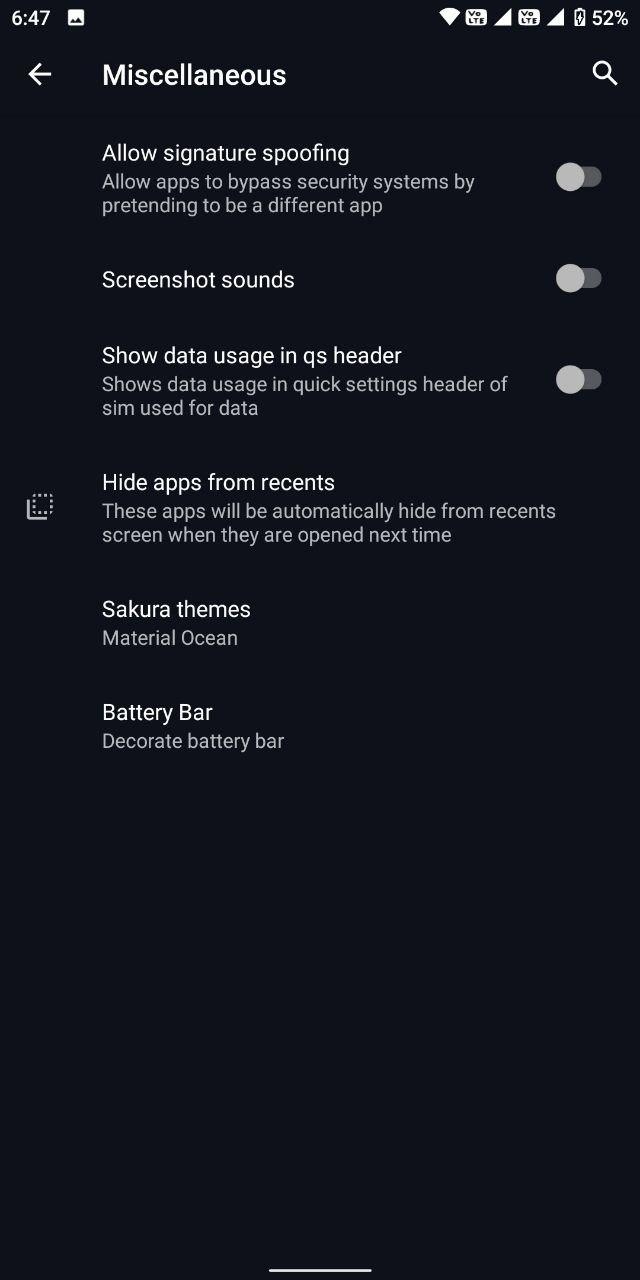 6:47 Vo LTE Vo LTE 52%
Miscellaneous
Allow signature spoofing
Allow apps to bypass security systems by
pretending to be a different app
Screenshot sounds
Show data usage in qs header
Shows data usage in quick settings header of
sim used for data
Hide apps from recents
These apps will be automatically hide from recents
screen when they are opened next time
Sakura themes
Material Ocean
Battery Bar
Decorate battery bar